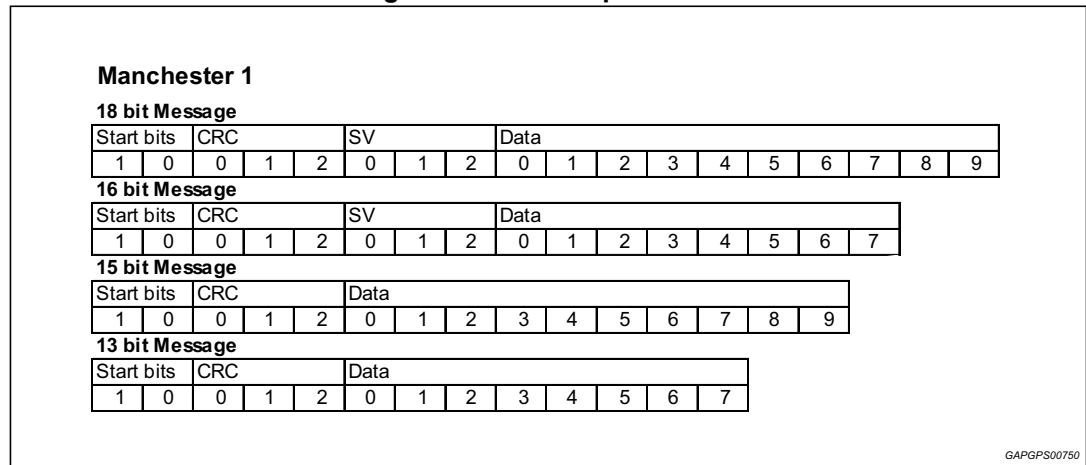 Manchester 1
18 bit Message
Start bits CRC SV Data
1 0 0 1 2 0 1 2 0 1 2 3 4 5 6 7 8 9
16 bit Message
Start bits CRC SV Data
1 0 0 1 2 0 1 2 0 1 2 3 4 5 6 7
15 bit Message
Start bits CRC Data
1 0 0 1 2 0 1 2 3 4 5 6 7 8 9
13 bit Message
Start bits CRC Data
1 0 0 1 2 0 1 2 3 4 5 6 7
GAPGPS00750